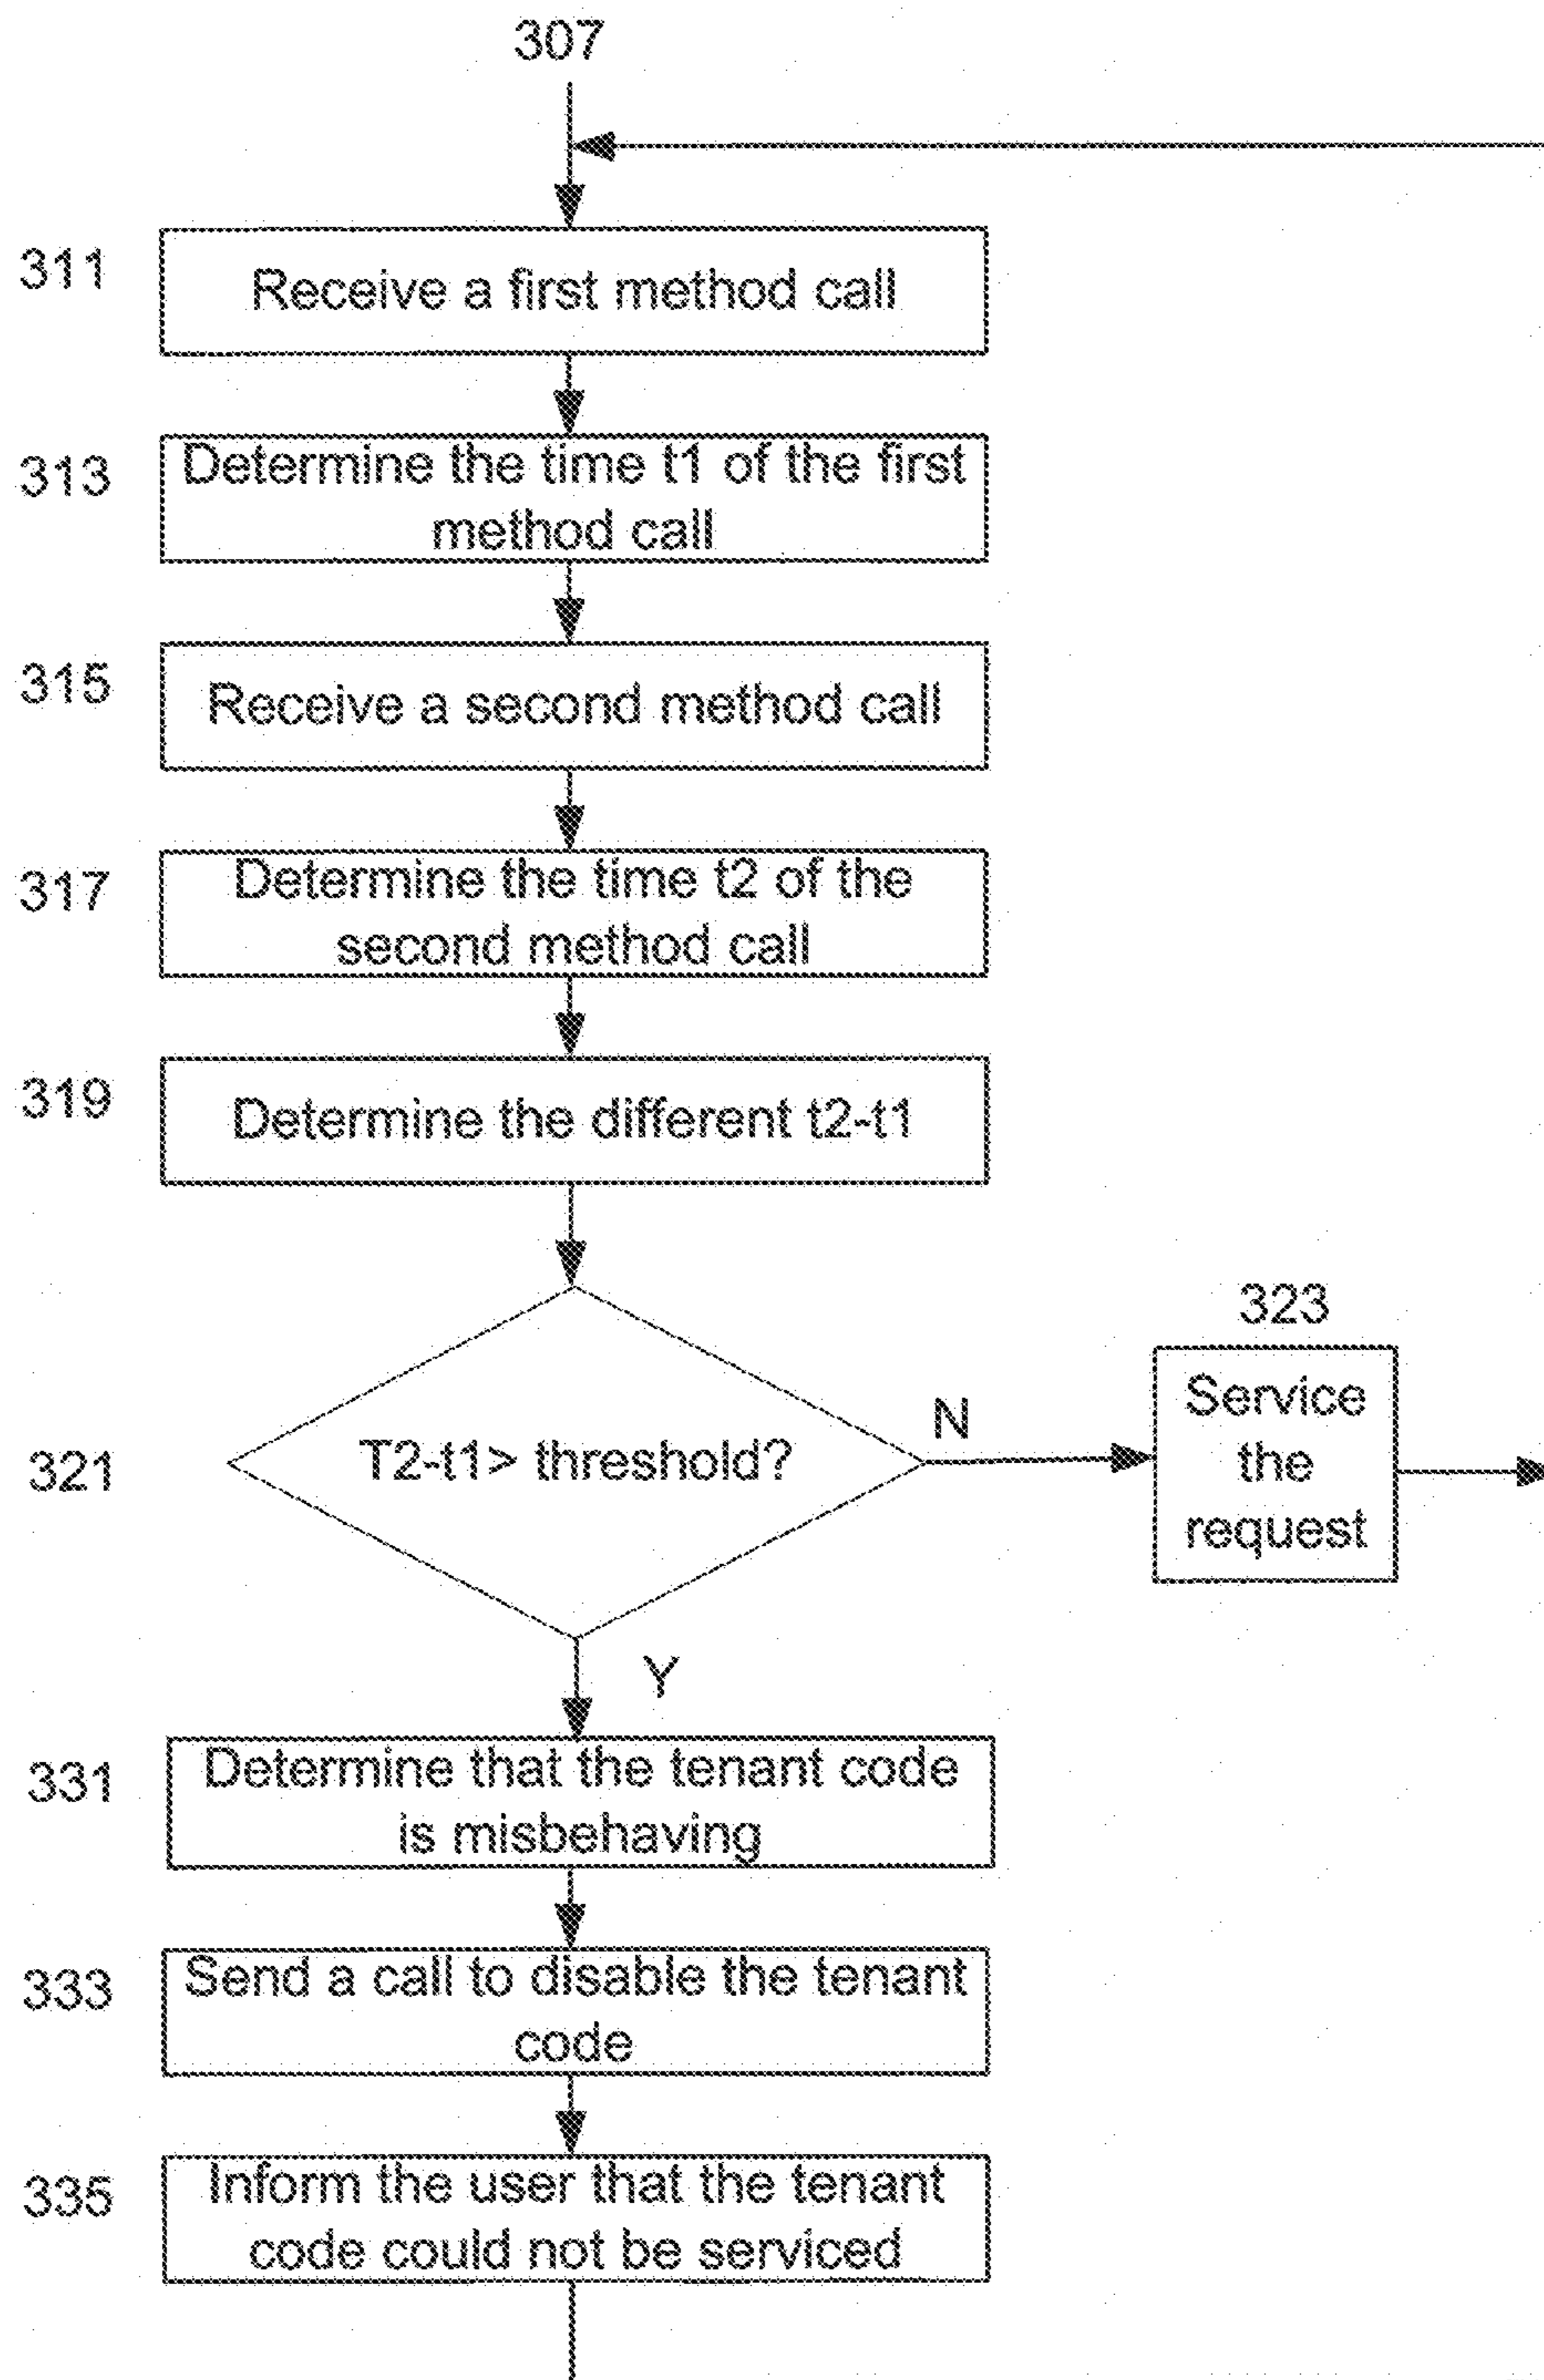 307
311
Receive a first method call
313
Determine the time t1 of the first
method call
315
Receive a second method call
317
Determine the time t2 of the
second method call
319
Determine the different t2-t1
321
T2-t1> threshold?
N
323
Service
the
request
Y
331
Determine that the tenant code
is misbehaving
333
Send a call to disable the tenant
code
335
Inform the user that the tenant
code could not be serviced